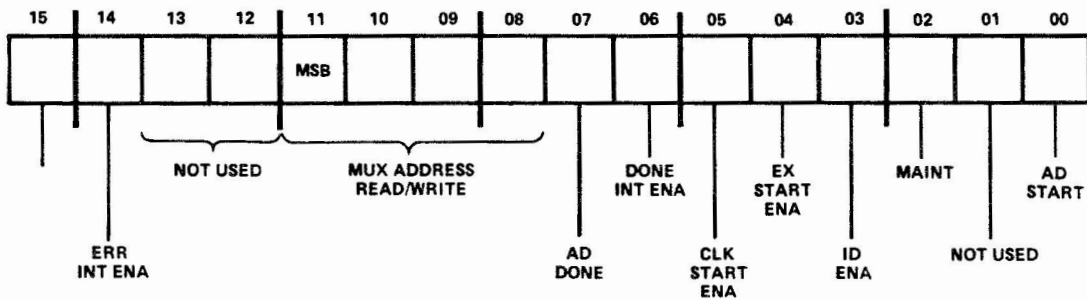 15 14 13 12 11 10 09 08 07 06 05 04 03 02 01 00
MSB
NOT USED
MUX ADDRESS
READ/WRITE
DONE
INT ENA
EX
START
ENA
MAINT
AD
START
ERR
INT ENA
AD
DONE
CLK
START
ENA
ID
ENA
NOT USED